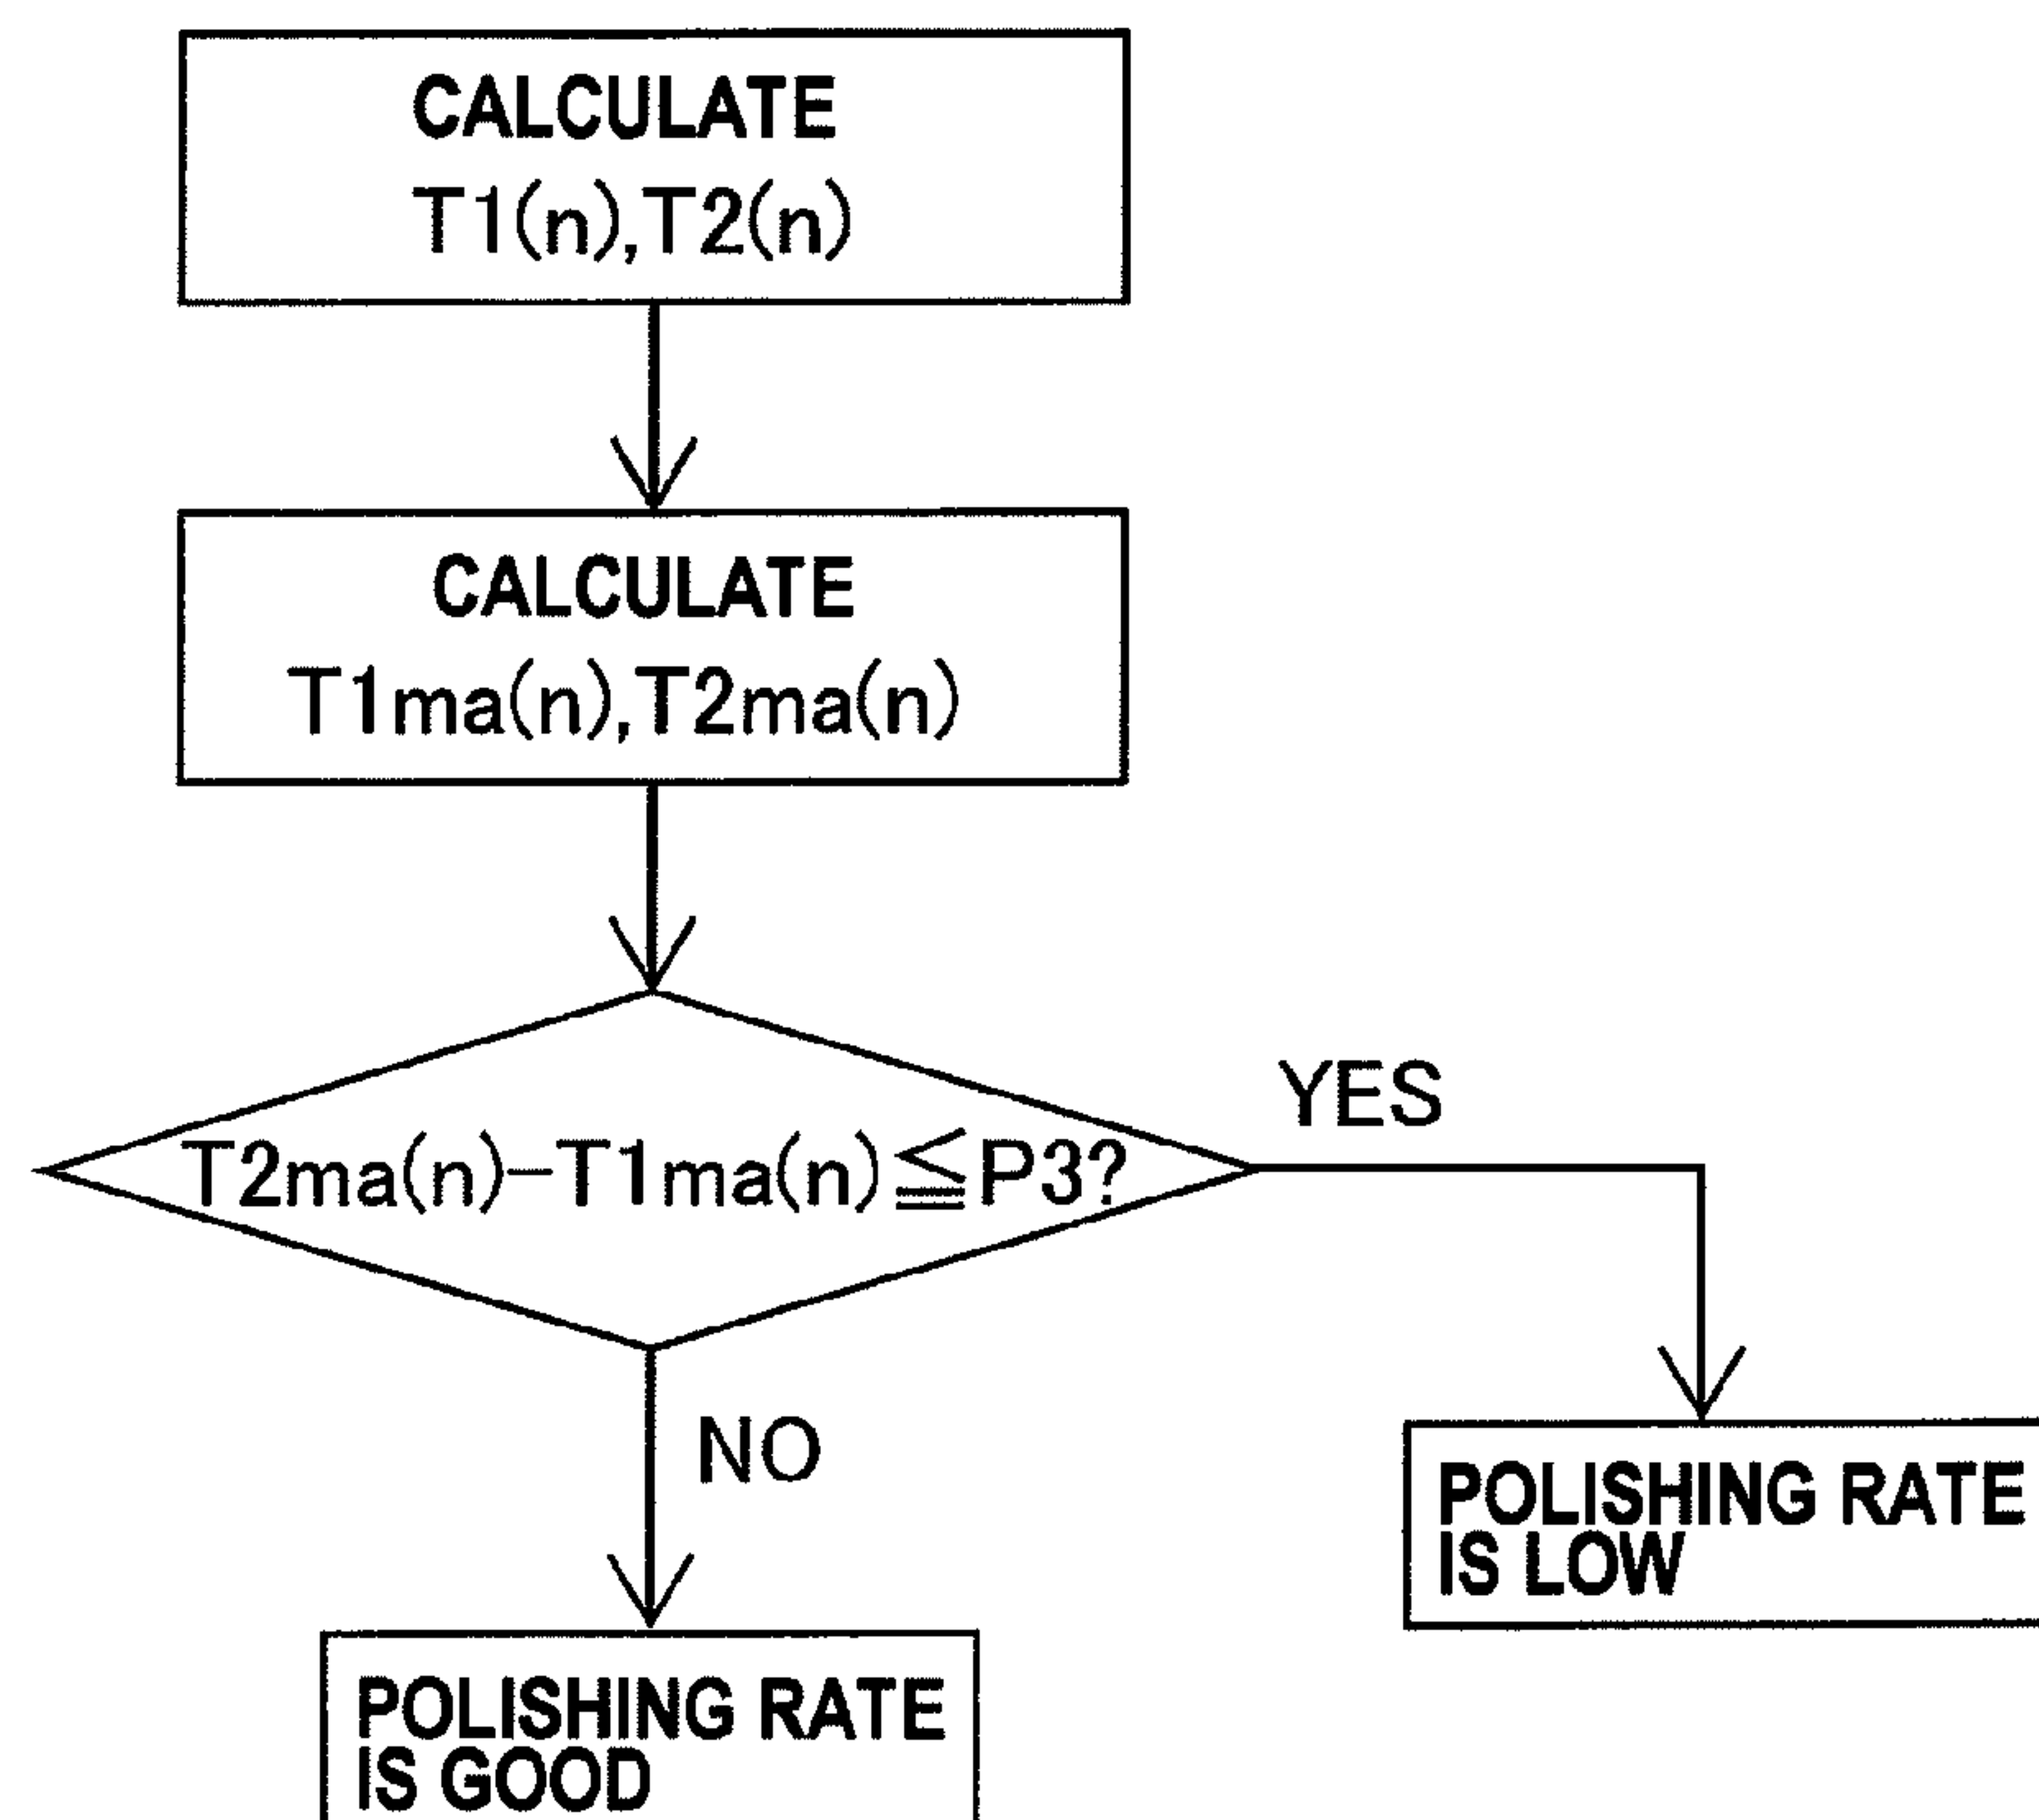 CALCULATE
T1(n),T2(n)
CALCULATE
T1ma(n),T2ma(n)
T2ma(n)−T1ma(n)≦P3?
YES
NO
POLISHING RATE
IS LOW
POLISHING RATE
IS GOOD